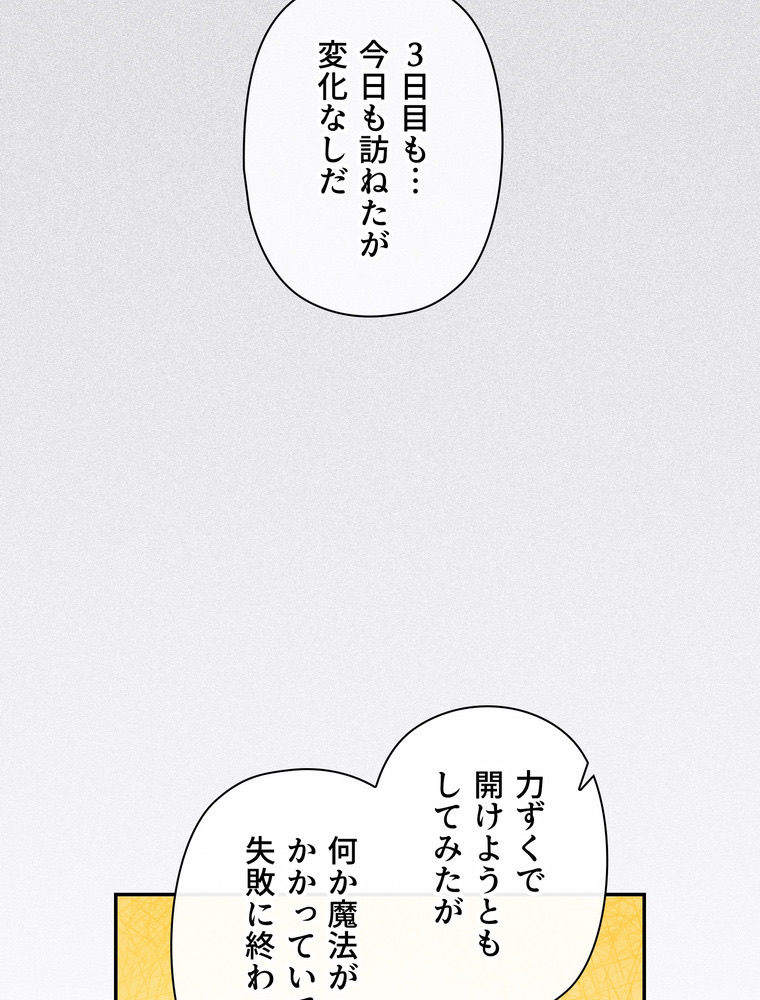 3日目も…
今日も訪ねたが
変化なしだ
力ずくで
開けようとも
してみたが
何か魔法が
かかっていて
失敗に終わ